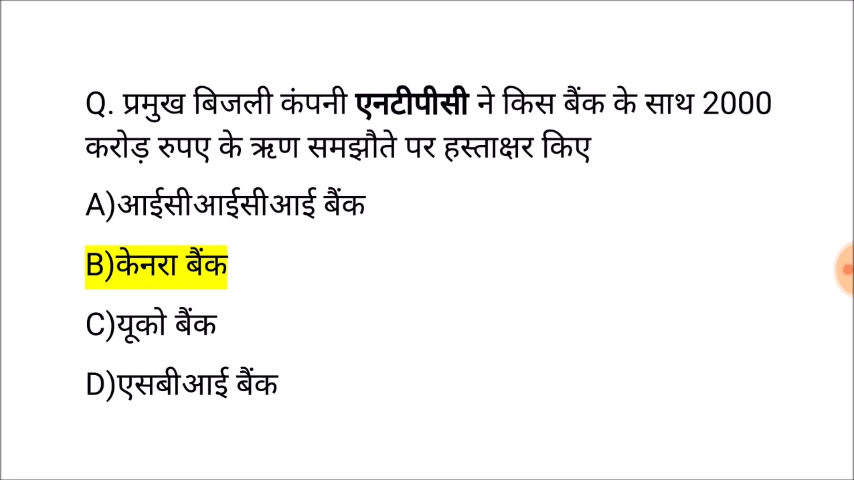 Q. प्रमुख बिजली कंपनी एनटीपीसी ने किस बैंक के साथ 2000
करोड़ रुपए के ऋण समझौते पर हस्ताक्षर किए
A)आईसीआईसीआई बैंक
B)केनरा बैंक
C)यूको बैंक
D)एसबीआई बैंक